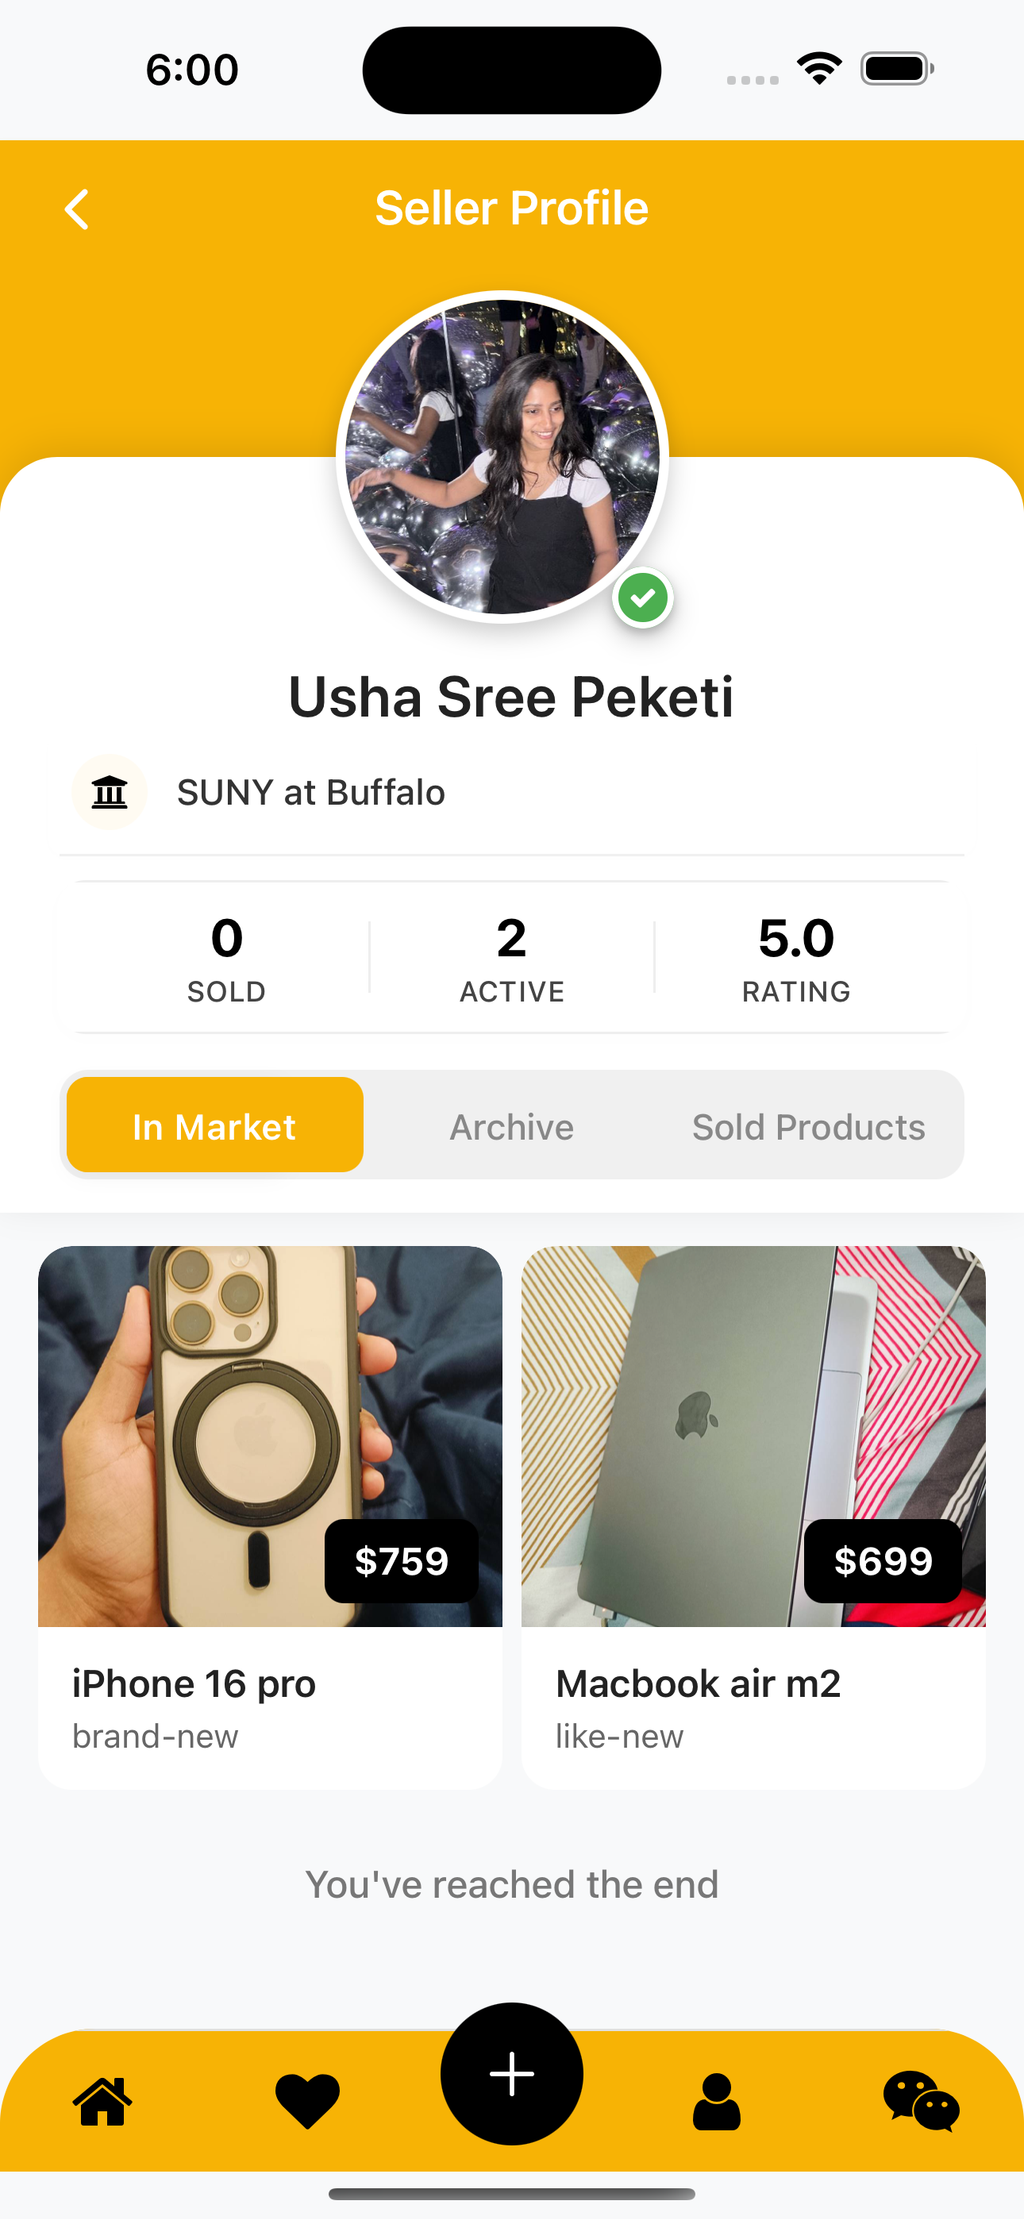 6:00
Seller Profile
Usha Sree Peketi
SUNY at Buffalo
0 2 5.0
SOLD ACTIVE RATING
In Market Archive Sold Products
$759 $699
iPhone 16 pro Macbook air m2
brand-new like-new
You've reached the end